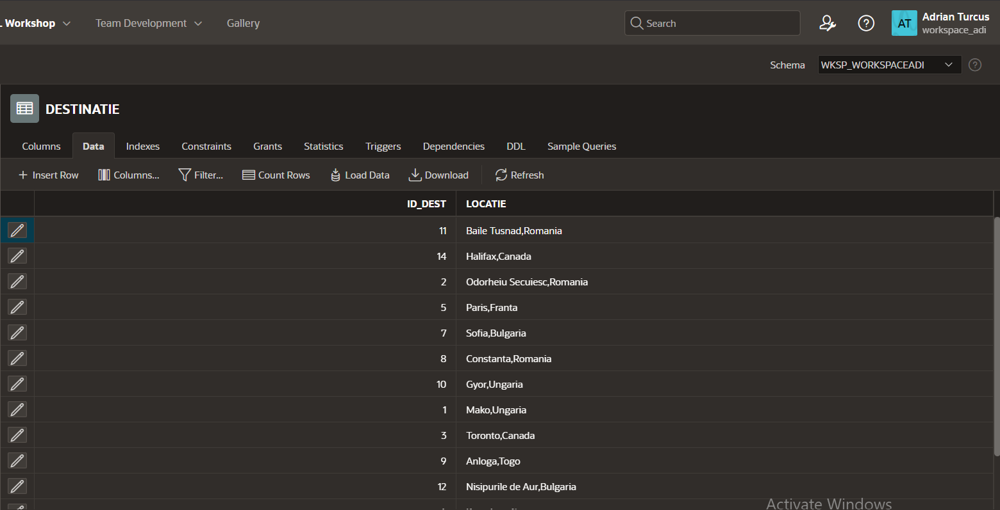 L Workshop Team Development Gallery Search AT Adrian Turcus
workspace_adi
Schema WKSP_WORKSPACEADI
DESTINATIE
Columns Data Indexes Constraints Grants Statistics Triggers Dependencies DDL Sample Queries
+ Insert Row Columns... Filter... Count Rows Load Data Download Refresh
ID_DEST LOCATIE
11 Baile Tusnad,Romania
14 Halifax,Canada
2 Odorheiu Secuiesc,Romania
5 Paris,Franta
7 Sofia,Bulgaria
8 Constanta,Romania
10 Gyor,Ungaria
1 Mako,Ungaria
3 Toronto,Canada
9 Anloga,Togo
12 Nisipurile de Aur,Bulgaria
Activate Windows